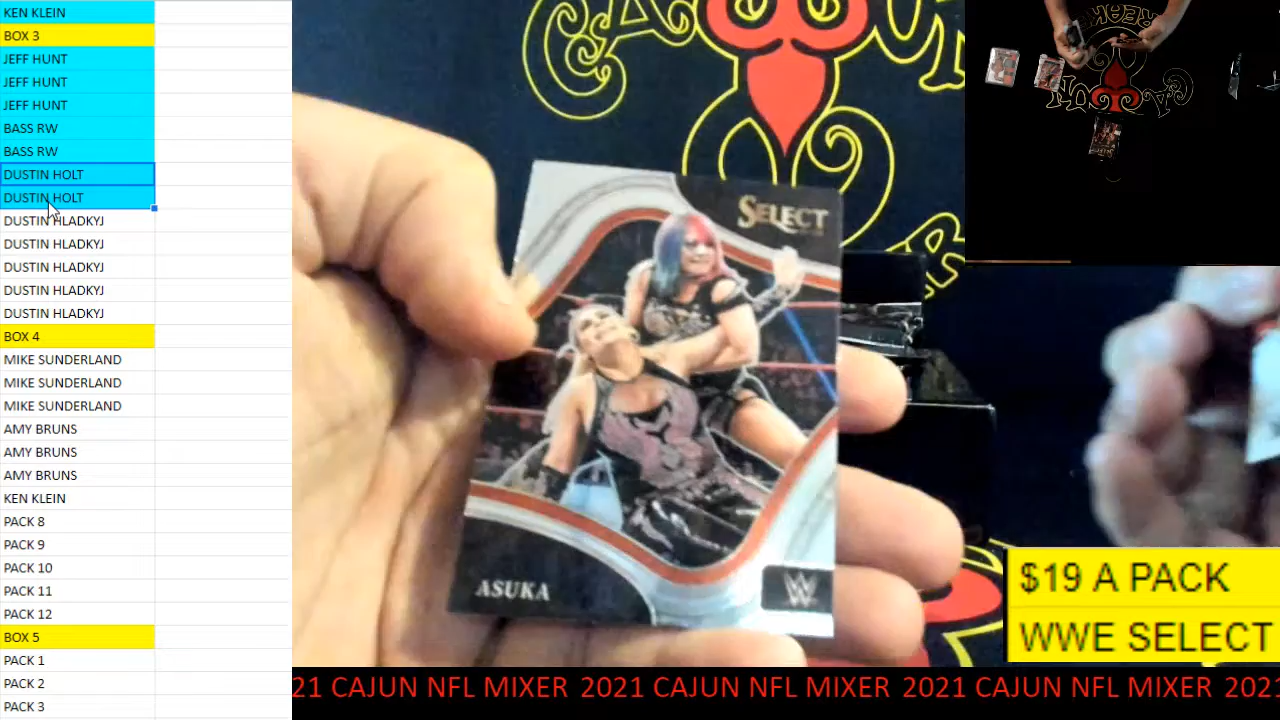 KEN KLEIN
BOX 3
JEFF HUNT
JEFF HUNT
JEFF HUNT
BASS RW
BASS RW
DUSTIN HOLT
DUSTIN HOLT
DUSTIN HLADKYJ
DUSTIN HLADKYJ
DUSTIN HLADKYJ
DUSTIN HLADKYJ
DUSTIN HLADKYJ
BOX 4
MIKE SUNDERLAND
MIKE SUNDERLAND
MIKE SUNDERLAND
AMY BRUNS
AMY BRUNS
AMY BRUNS
KEN KLEIN
PACK 8
PACK 9
PACK 10
PACK 11
PACK 12
BOX 5
PACK 1
PACK 2
PACK 3
SELECT
ASUKA
W
$19 A PACK
WWE SELECT
21 CAJUN NFL MIXER 2021 CAJUN NFL MIXER 2021 CAJUN NFL MIXER 202